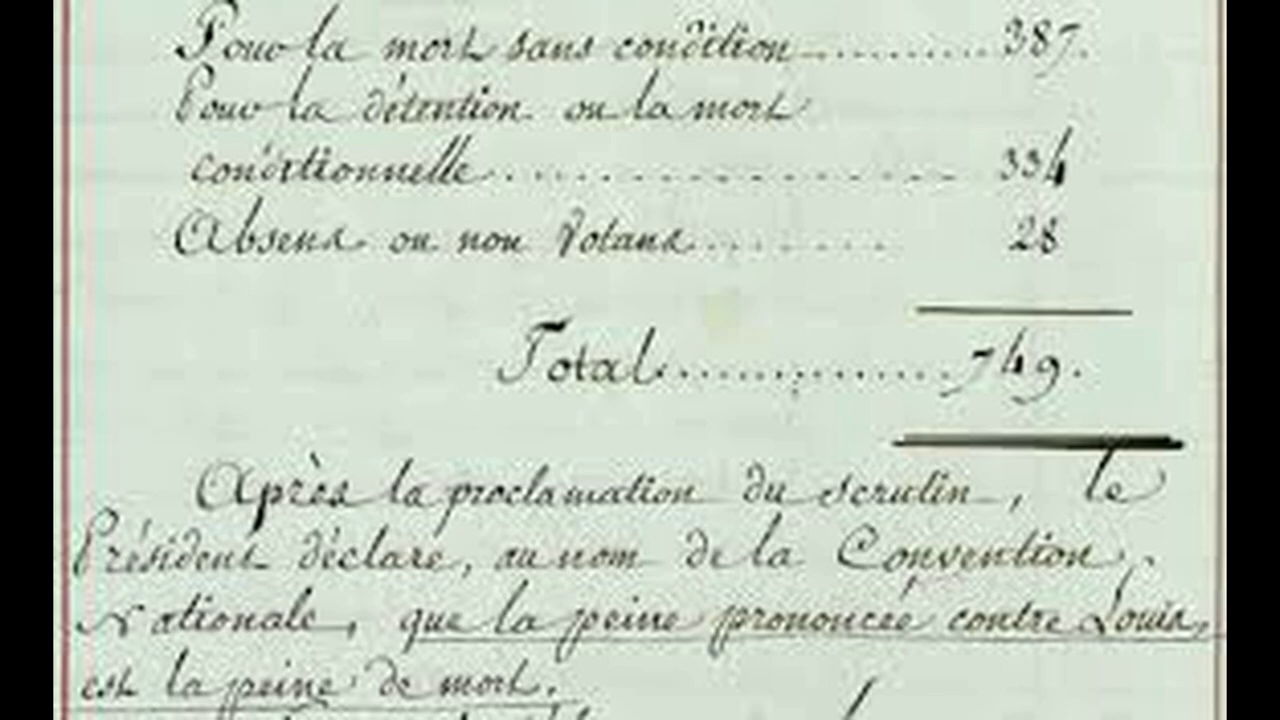 Pour la mort sans condition ............ 387.
Pour la détention ou la mort
conditionnelle ............ 334
Absens ou non Votans ........ 28
Total ............ 749.
Après la proclamation du scrutin, le
Président déclare, au nom de la Convention
Nationale, que la peine prononcée contre Louis,
est la peine de mort.